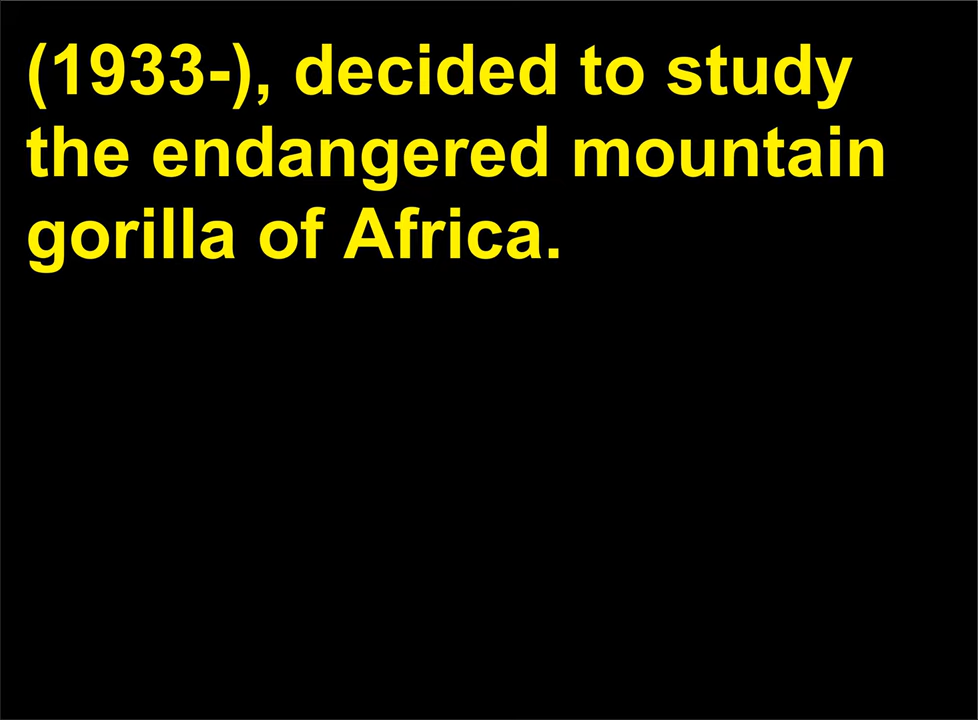 (1933-), decided to study
the endangered mountain
gorilla of Africa.